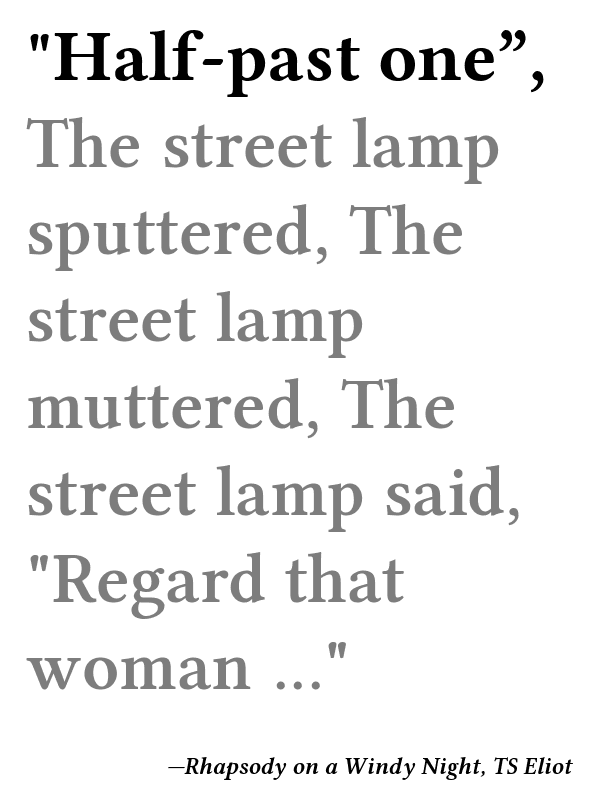 "Half-past one”,
The street lamp
sputtered, The
street lamp
muttered, The
street lamp said,
"Regard that
woman ..."
—Rhapsody on a Windy Night, TS Eliot